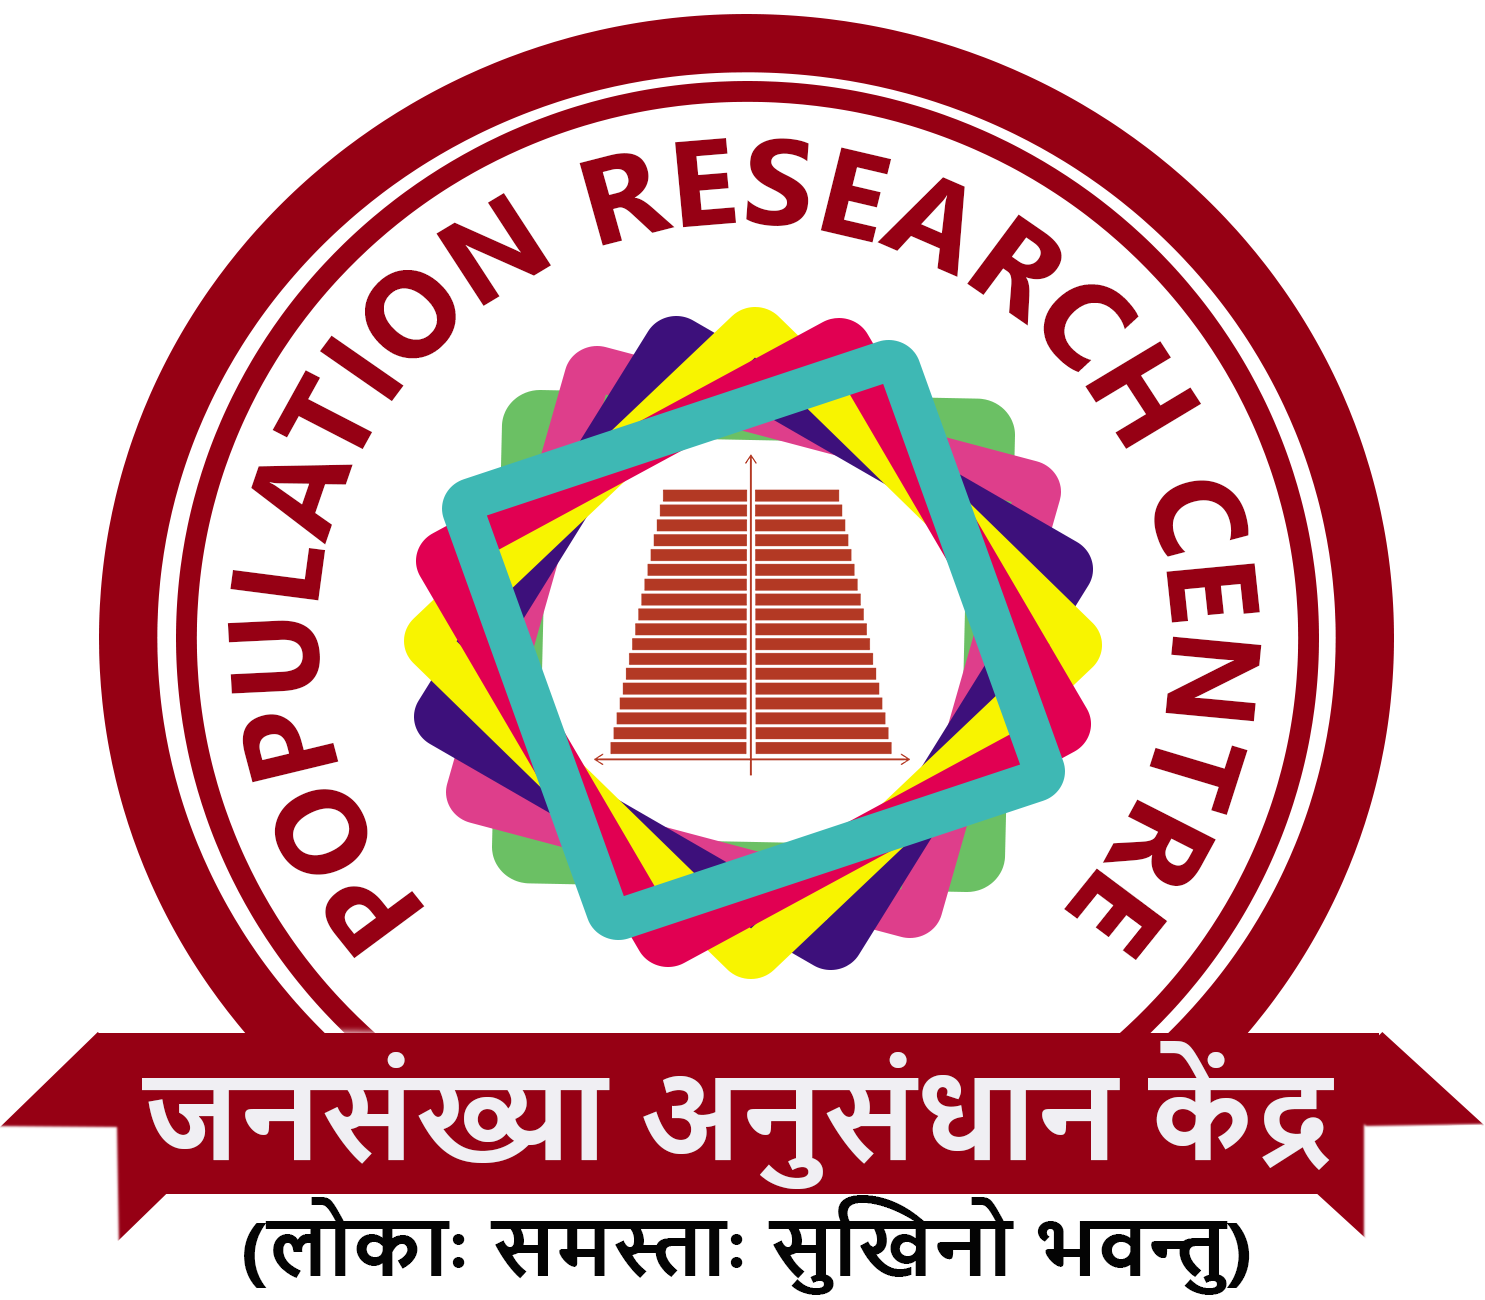 POPULATION RESEARCH CENTRE
जनसंख्या अनुसंधान केंद्र
(लोकाः समस्ताः सुखिनो भवन्तु)